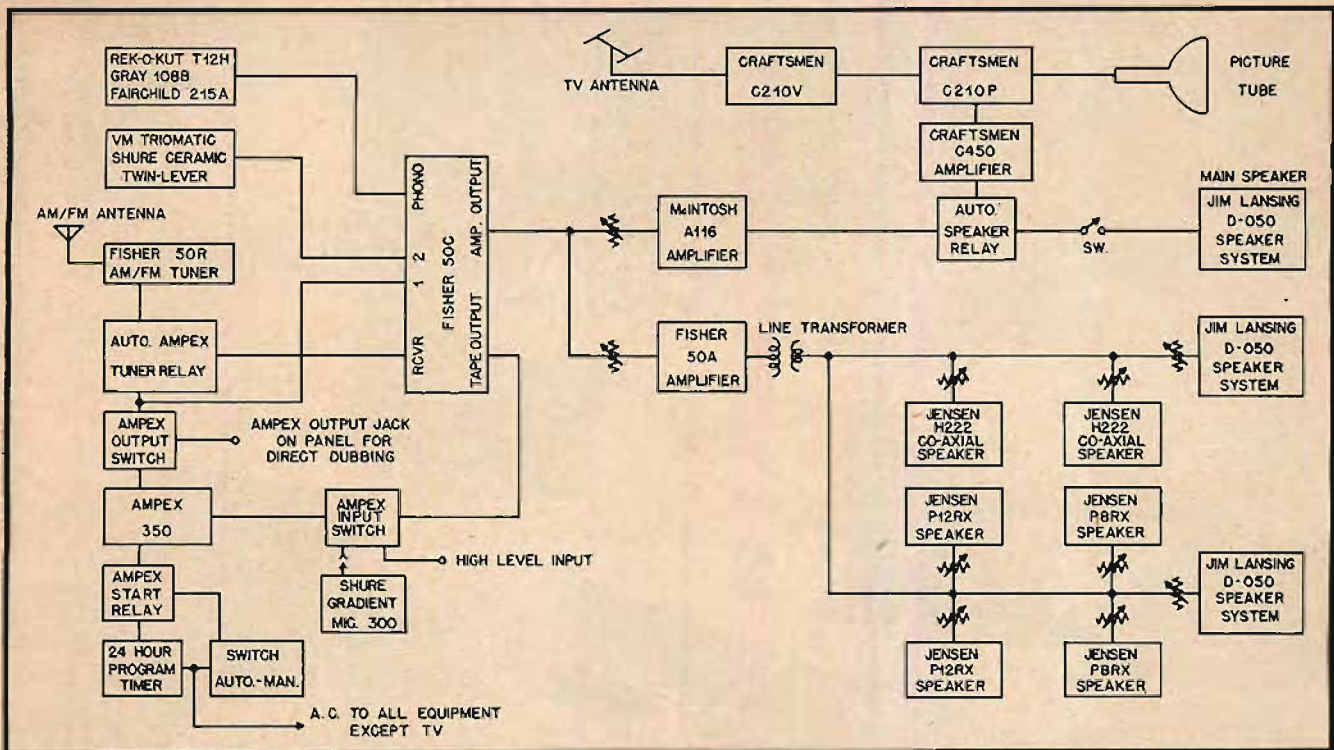 REK-O-KUT T12H
GRAY 108B
FAIRCHILD 215A
VM TRIOMATIC
SHURE CERAMIC
TWIN-LEVER
AM/FM ANTENNA
FISHER 50R
AM/FM TUNER
AUTO. AMPEX
TUNER RELAY
AMPEX
OUTPUT
SWITCH
AMPEX OUTPUT JACK
ON PANEL FOR
DIRECT DUBBING
AMPEX
350
AMPEX
INPUT
SWITCH
HIGH LEVEL INPUT
SHURE
GRADIENT
MIC. 300
AMPEX
START
RELAY
24 HOUR
PROGRAM
TIMER
SWITCH
AUTO.-MAN.
A.C. TO ALL EQUIPMENT
EXCEPT TV
PHONO
2
1
RCVR
FISHER 50C
AMP. OUTPUT
TAPE OUTPUT
TV ANTENNA
CRAFTSMEN
C210V
CRAFTSMEN
C210P
PICTURE
TUBE
CRAFTSMEN
C450
AMPLIFIER
McINTOSH
A116
AMPLIFIER
AUTO.
SPEAKER
RELAY
SW.
MAIN SPEAKER
JIM LANSING
D-050
SPEAKER
SYSTEM
FISHER
50A
AMPLIFIER
LINE TRANSFORMER
JIM LANSING
D-050
SPEAKER
SYSTEM
JENSEN
H222
CO-AXIAL
SPEAKER
JENSEN
H222
CO-AXIAL
SPEAKER
JENSEN
P12RX
SPEAKER
JENSEN
P8RX
SPEAKER
JIM LANSING
D-050
SPEAKER
SYSTEM
JENSEN
P12RX
SPEAKER
JENSEN
P8RX
SPEAKER